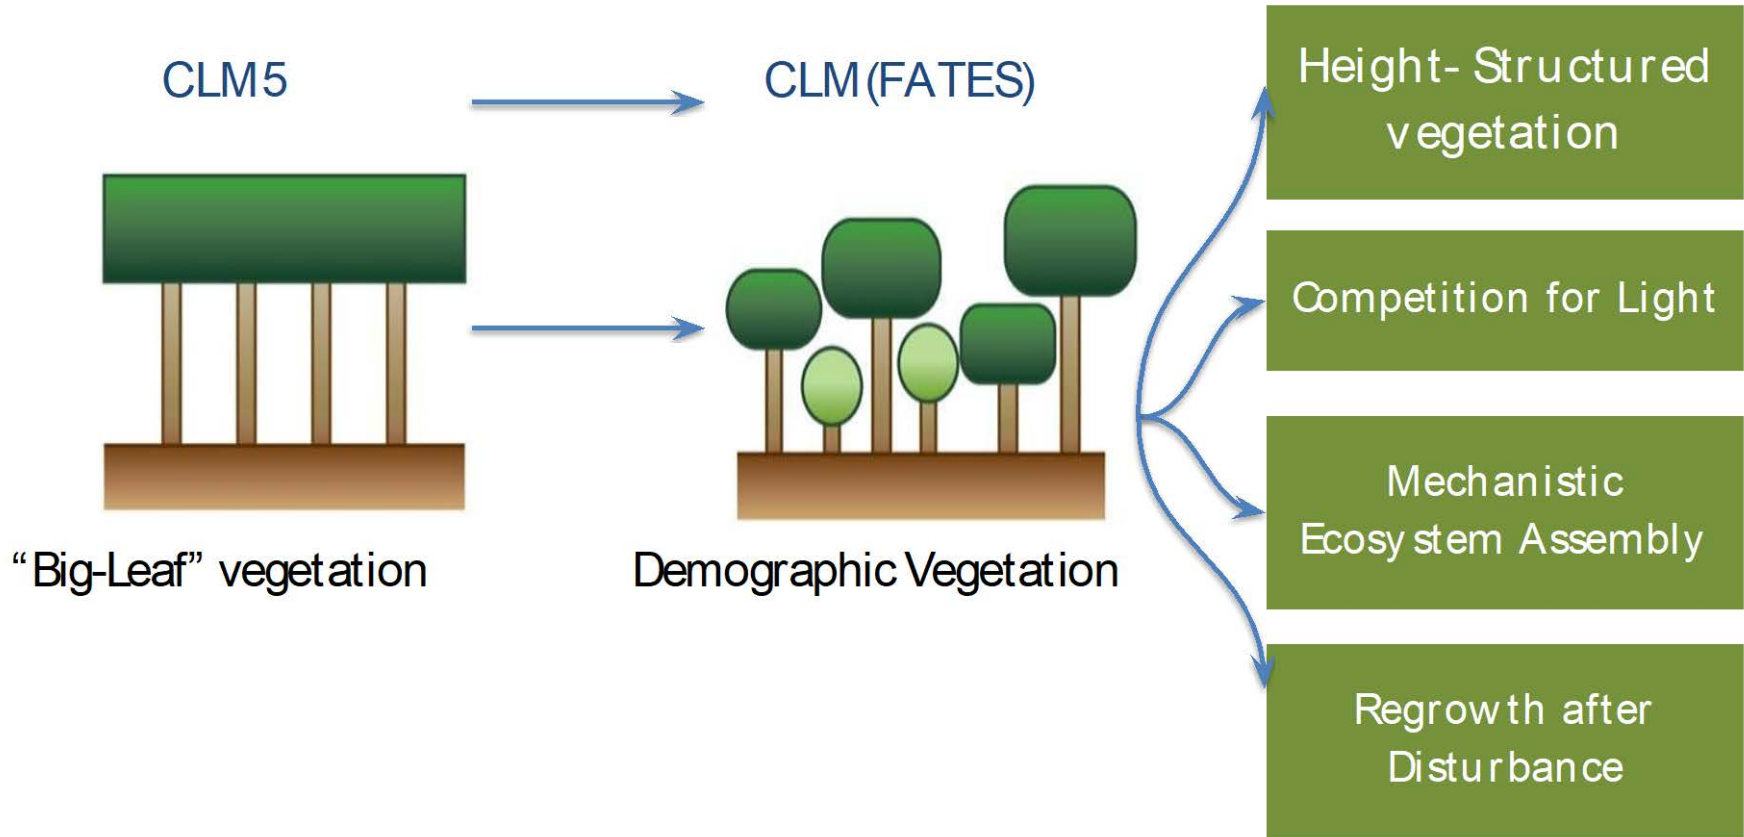 CLM5
CLM(FATES)
"Big-Leaf" vegetation
Demographic Vegetation
Height-Structured
vegetation
Competition for Light
Mechanistic
Ecosystem Assembly
Regrowth after
Disturbance